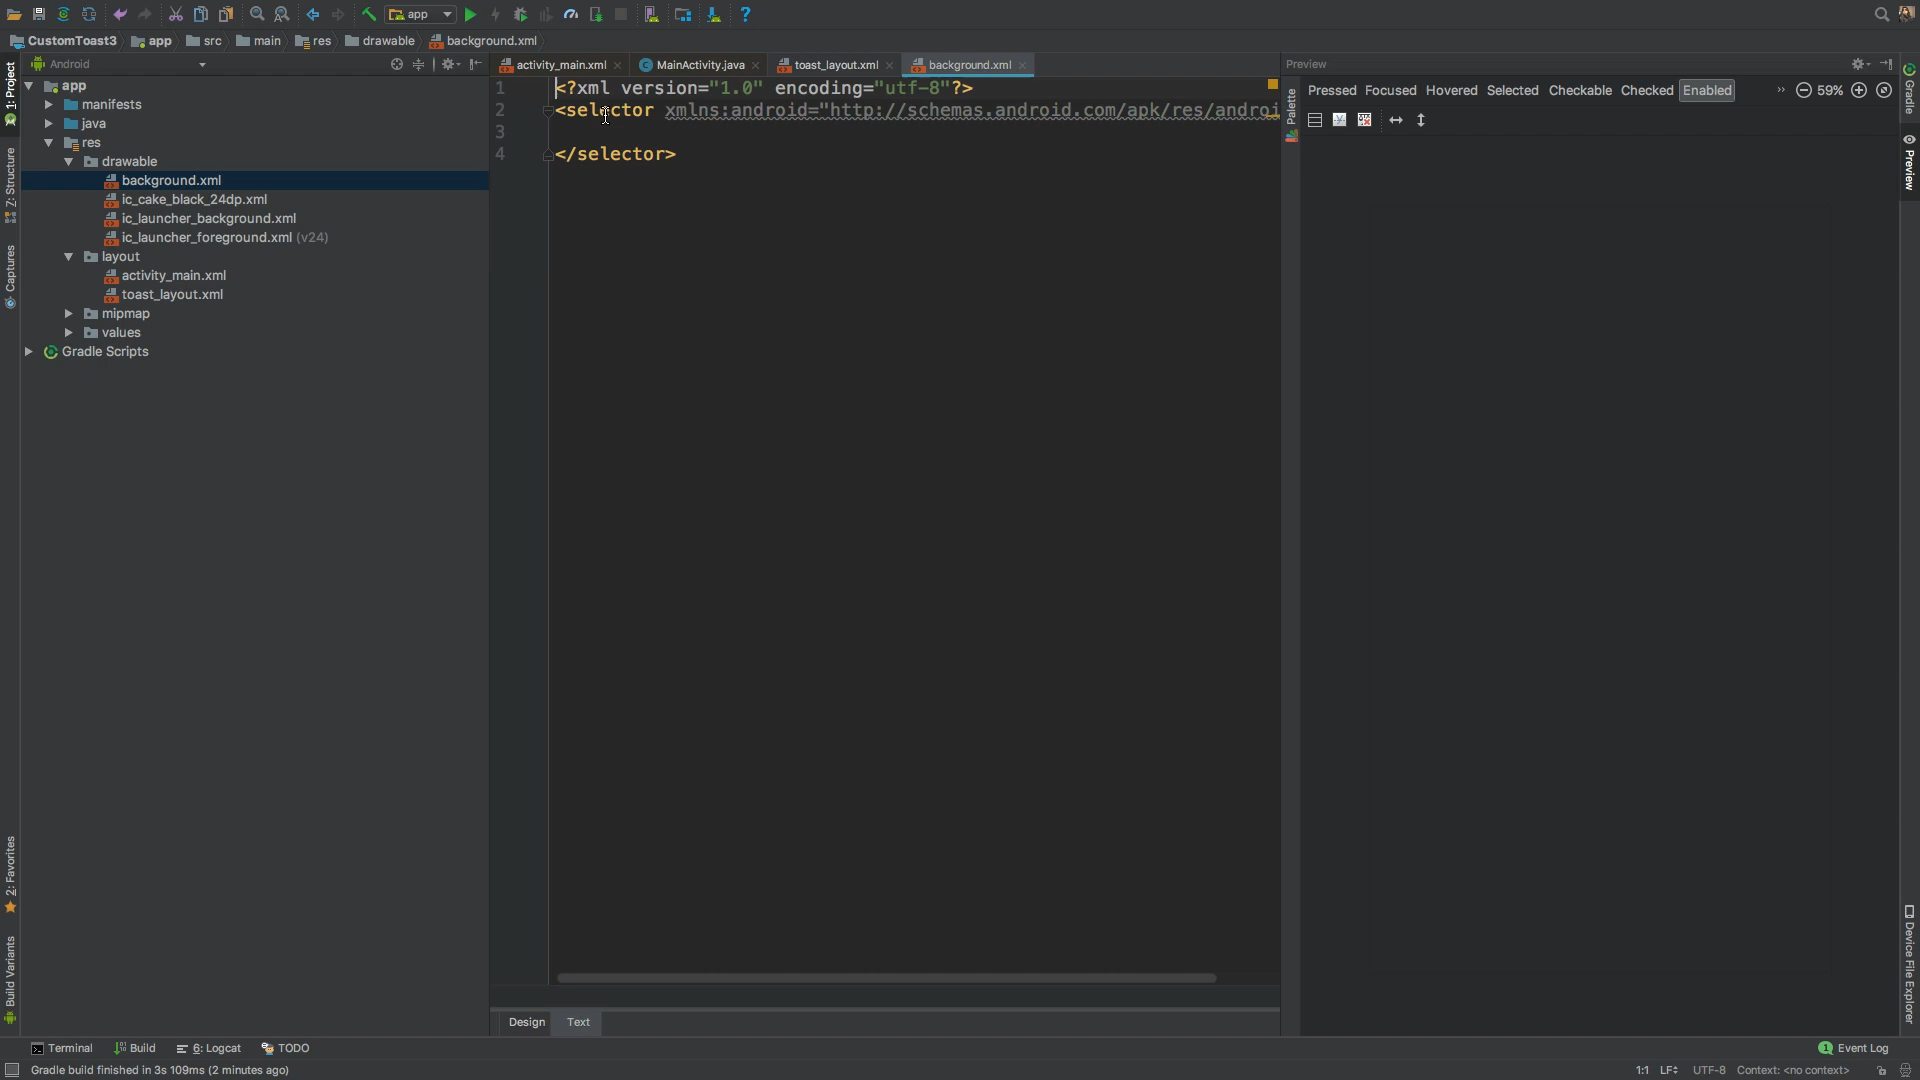 app
CustomToast3 app src main res drawable background.xml
Android
activity_main.xml MainActivity.java toast_layout.xml background.xml
Preview
1: Project
Z: Structure
Captures
2: Favorites
Build Variants
app
manifests
java
res
drawable
background.xml
ic_cake_black_24dp.xml
ic_launcher_background.xml
ic_launcher_foreground.xml (v24)
layout
activity_main.xml
toast_layout.xml
mipmap
values
Gradle Scripts
1 <?xml version="1.0" encoding="utf-8"?>
2 <selector xmlns:android="http://schemas.android.com/apk/res/androi
3
4 </selector>
Design Text
Palette
Pressed Focused Hovered Selected Checkable Checked Enabled » 59%
Gradle
Preview
Device File Explorer
Terminal Build 6: Logcat TODO
1 Event Log
Gradle build finished in 3s 109ms (2 minutes ago)
1:1 LF UTF-8 Context: <no context>